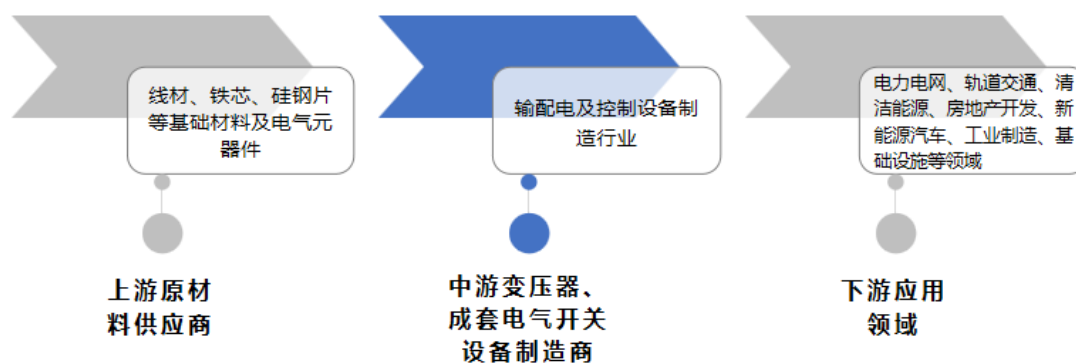 线材、铁芯、硅钢片
等基础材料及电气元
器件
输配电及控制设备制
造行业
电力电网、轨道交通、清
洁能源、房地产开发、新
能源汽车、工业制造、基
础设施等领域
上游原材
料供应商
中游变压器、
成套电气开关
设备制造商
下游应用
领域